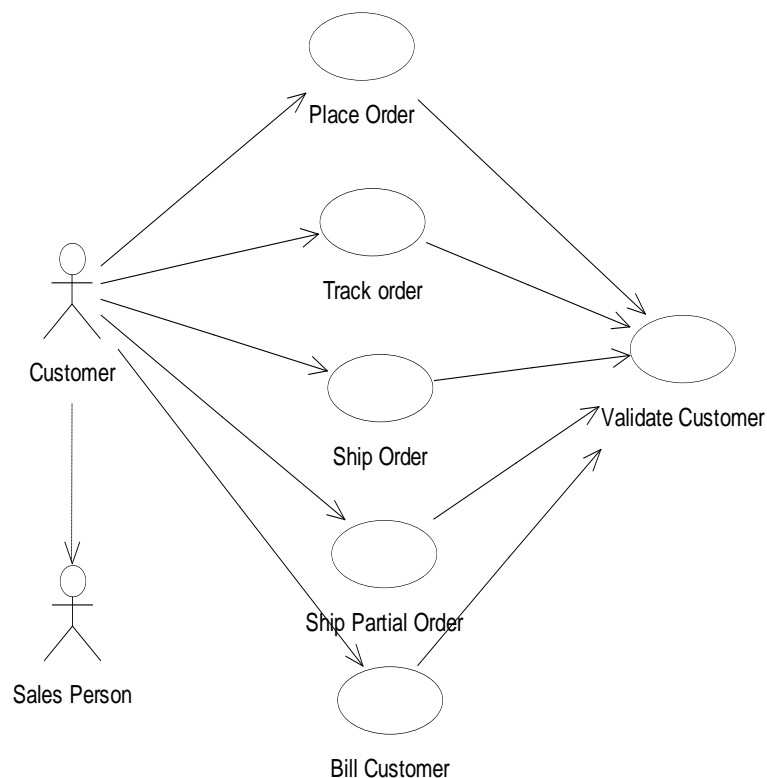 Place Order
Track order
Customer
Validate Customer
Ship Order
Ship Partial Order
Sales Person
Bill Customer